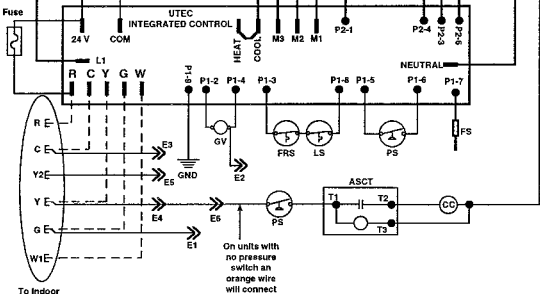 Fuse
UTEC
INTEGRATED CONTROL
24 V
COM
HEAT
COOL
M3
M2
M1
P2-1
P2-4
P2-3
P2-5
L1
NEUTRAL
R C Y G W
P1-8
P1-2
P1-4
P1-3
P1-8
P1-5
P1-6
P1-7
R
GV
FRS
LS
PS
FS
C
E3
GND
E2
Y2
E5
ASCT
Y
E4
E6
PS
T1
T2
T3
CC
G
E1
On units with
no pressure
switch an
orange wire
will connect
W1
To Indoor